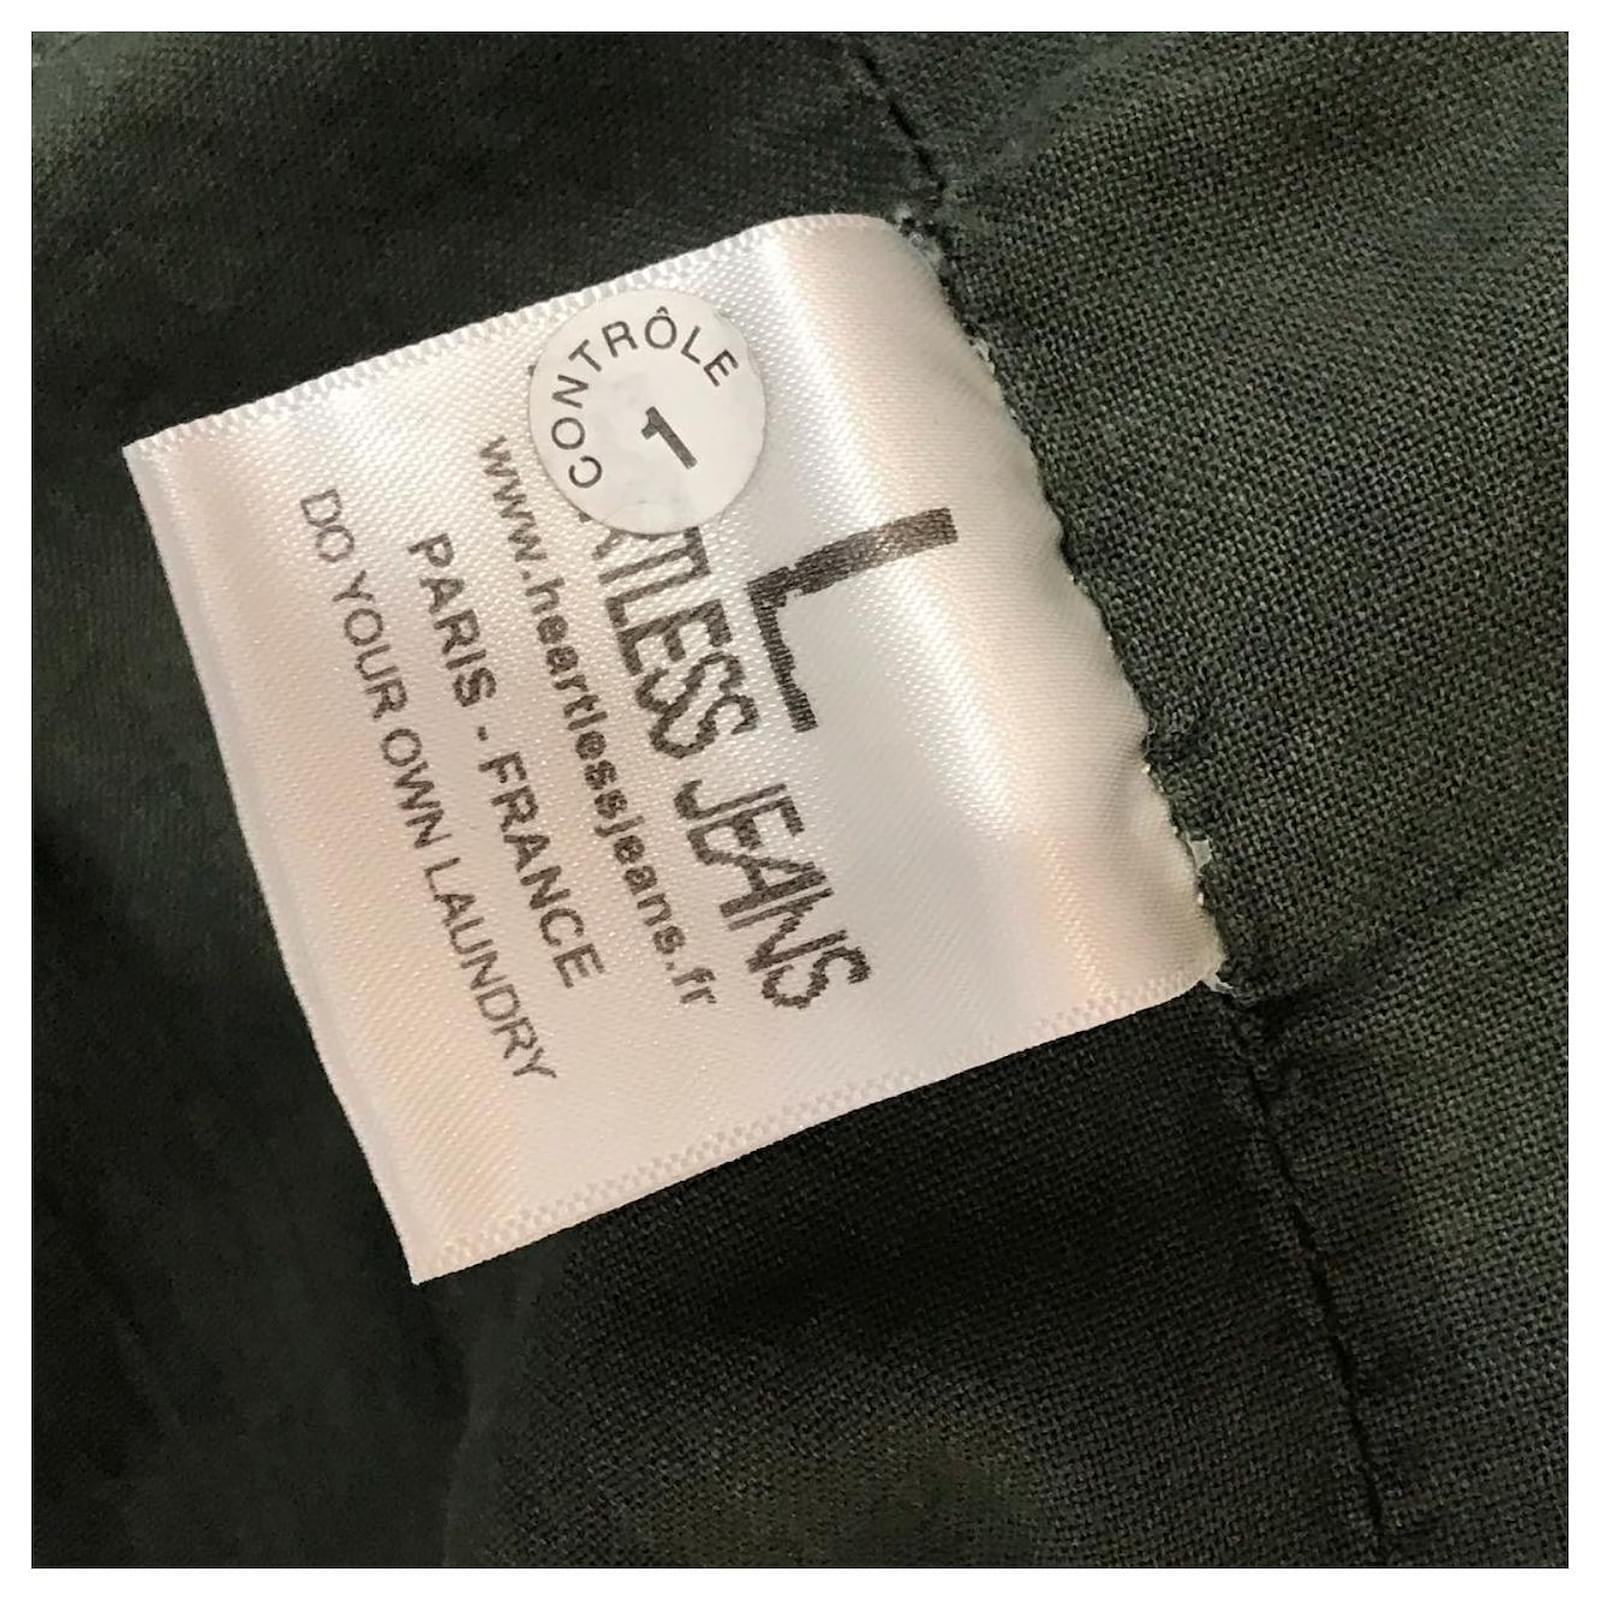 CONTRÔLE
1
L
JEANS
www.heartlessjeans.fr
PARIS - FRANCE
DO YOUR OWN LAUNDRY